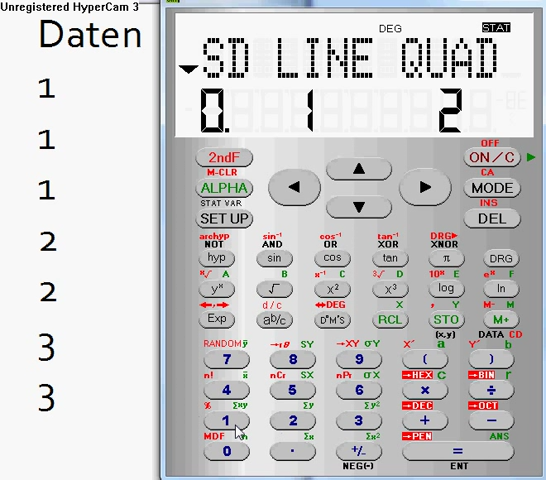 Unregistered HyperCam 3
Daten
1
1
1
2
2
3
3
DEG STAT
SD LINE QUAD
0. 1 2
OFF
2ndF ON/C
M-CLR CA
ALPHA MODE
STAT VAR INS
SET UP DEL
archyp sin⁻¹ cos⁻¹ tan⁻¹ DRG▶
NOT AND OR XOR XNOR
hyp sin cos tan π DRG
ˣ√ A B x⁻¹ C ³√ D 10ˣ E eˣ F
yˣ √ x² x³ log ln
←,→ d/c ↔DEG X , Y M- M
Exp ab/c D°M'S RCL STO M+
(x,y) DATA CD
RANDOM ȳ →rθ SY →XY σY X' a Y' b
7 8 9 ( )
n! x̄ nCr SX nPr σX →HEX c →BIN r
4 5 6 × ÷
% Σxy Σy Σy² →DEC →OCT
1 2 3 + −
MDF n Σx Σx² →PEN ANS
0 · +/− =
NEG(-) ENT